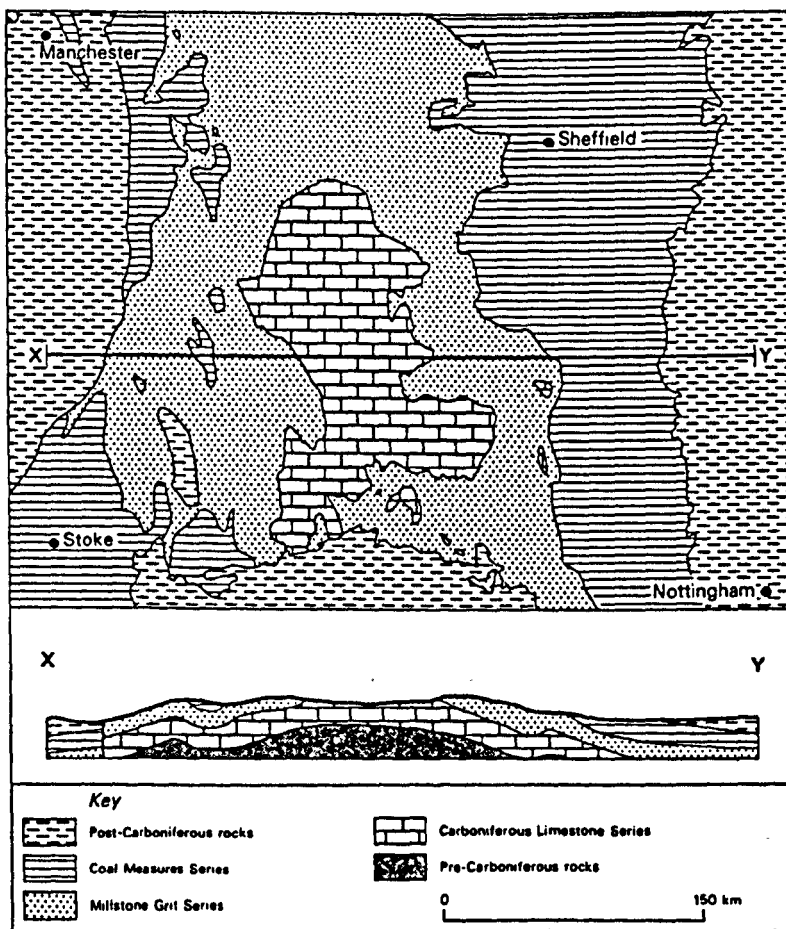 Manchester
Sheffield
X Y
Stoke
Nottingham
X Y
Key
Post-Carboniferous rocks
Coal Measures Series
Millstone Grit Series
Carboniferous Limestone Series
Pre-Carboniferous rocks
0 150 km